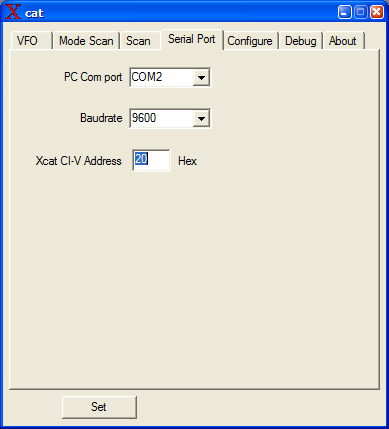 X cat
VFO Mode Scan Scan Serial Port Configure Debug About
PC Com port COM2
Baudrate 9600
Xcat CI-V Address 20 Hex
Set